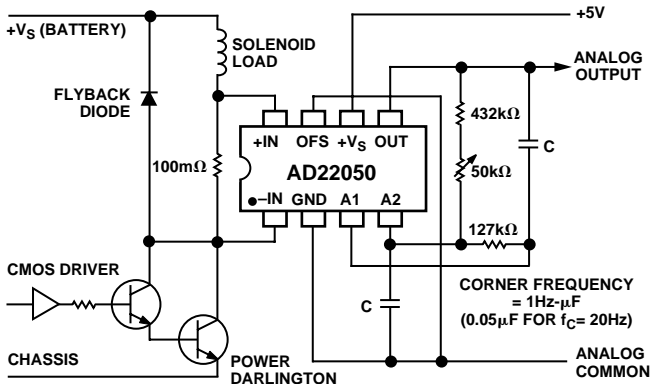 +VS (BATTERY)
+5V
SOLENOID
LOAD
ANALOG
OUTPUT
FLYBACK
DIODE
432kΩ
C
+IN OFS +VS OUT
100mΩ
AD22050
50kΩ
–IN GND A1 A2
127kΩ
CMOS DRIVER
C
CORNER FREQUENCY
= 1Hz-µF
(0.05µF FOR fC= 20Hz)
CHASSIS
POWER
DARLINGTON
ANALOG
COMMON